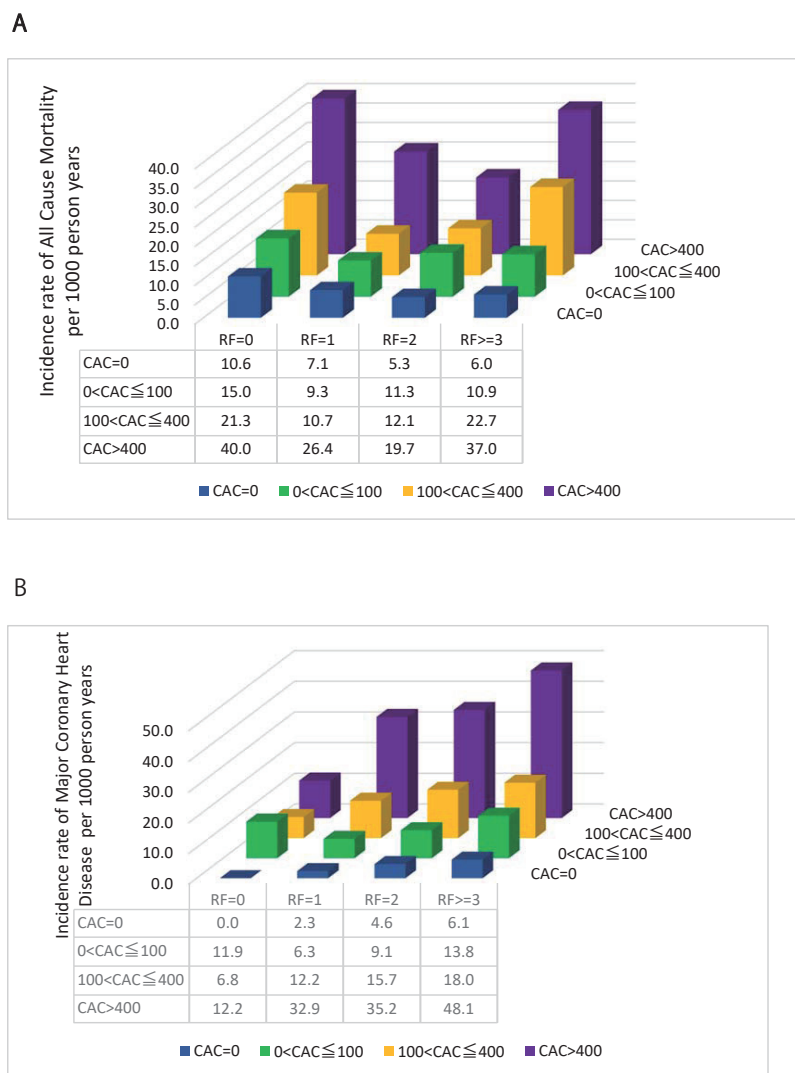 A
Incidence rate of All Cause Mortality
per 1000 person years
40.0
35.0
30.0
25.0
20.0
15.0
10.0
5.0
0.0
CAC>400
100<CAC≦400
0<CAC≦100
CAC=0
RF=0 RF=1 RF=2 RF>=3
CAC=0 10.6 7.1 5.3 6.0
0<CAC≦100 15.0 9.3 11.3 10.9
100<CAC≦400 21.3 10.7 12.1 22.7
CAC>400 40.0 26.4 19.7 37.0
CAC=0 0<CAC≦100 100<CAC≦400 CAC>400
B
Incidence rate of Major Coronary Heart
Disease per 1000 person years
50.0
40.0
30.0
20.0
10.0
0.0
CAC>400
100<CAC≦400
0<CAC≦100
CAC=0
RF=0 RF=1 RF=2 RF>=3
CAC=0 0.0 2.3 4.6 6.1
0<CAC≦100 11.9 6.3 9.1 13.8
100<CAC≦400 6.8 12.2 15.7 18.0
CAC>400 12.2 32.9 35.2 48.1
CAC=0 0<CAC≦100 100<CAC≦400 CAC>400